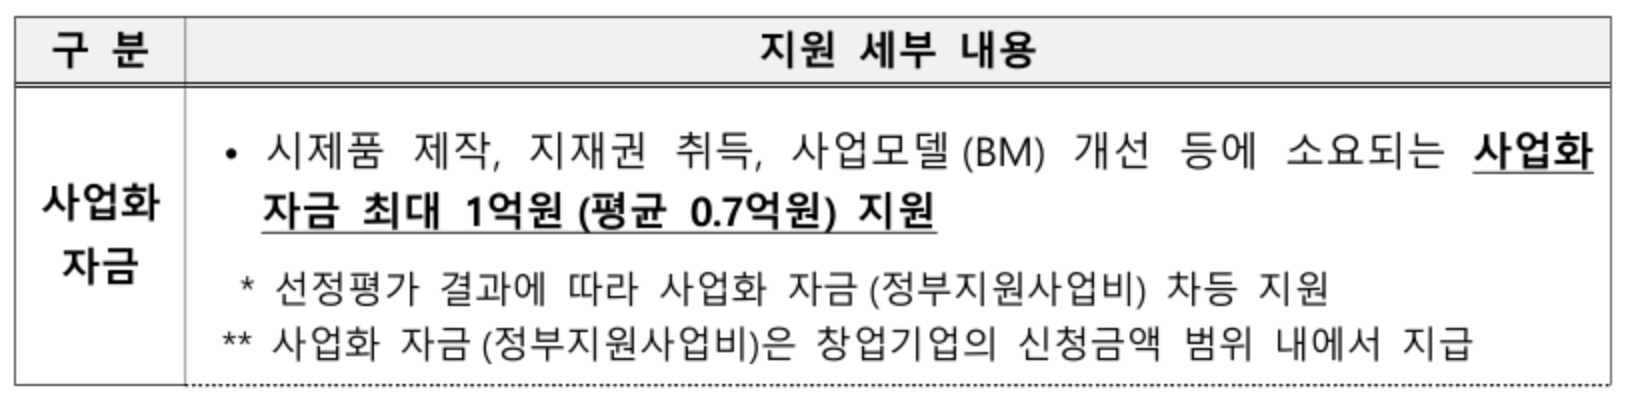 구 분 지원 세부 내용
• 시제품 제작, 지재권 취득, 사업모델(BM) 개선 등에 소요되는 사업화
자금 최대 1억원(평균 0.7억원) 지원
사업화
자금
* 선정평가 결과에 따라 사업화 자금(정부지원사업비) 차등 지원
** 사업화 자금(정부지원사업비)은 창업기업의 신청금액 범위 내에서 지급